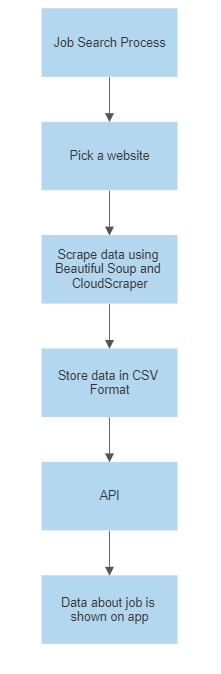 Job Search Process
Pick a website
Scrape data using
Beautiful Soup and
CloudScraper
Store data in CSV
Format
API
Data about job is
shown on app